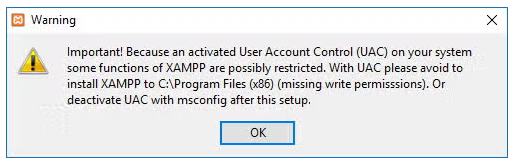 Warning
Important! Because an activated User Account Control (UAC) on your system
some functions of XAMPP are possibly restricted. With UAC please avoid to
install XAMPP to C:\Program Files (x86) (missing write permisssions). Or
deactivate UAC with msconfig after this setup.
OK